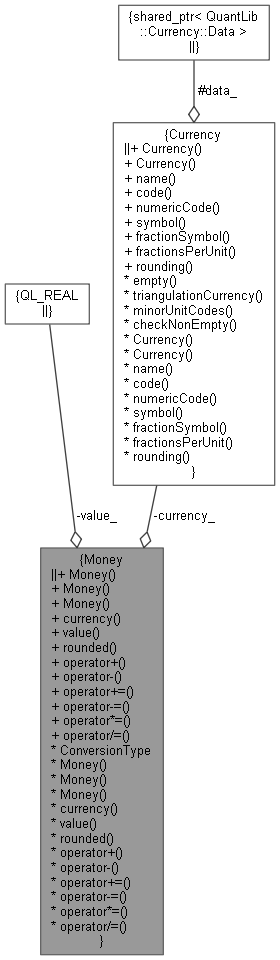 {shared_ptr< QuantLib
::Currency::Data >
||}
#data_
{Currency
||+ Currency()
+ Currency()
+ name()
+ code()
+ numericCode()
+ symbol()
+ fractionSymbol()
+ fractionsPerUnit()
+ rounding()
* empty()
* triangulationCurrency()
* minorUnitCodes()
* checkNonEmpty()
* Currency()
* Currency()
* name()
* code()
* numericCode()
* symbol()
* fractionSymbol()
* fractionsPerUnit()
* rounding()
}
{QL_REAL
||}
-value_
-currency_
{Money
||+ Money()
+ Money()
+ Money()
+ currency()
+ value()
+ rounded()
+ operator+()
+ operator-()
+ operator+=()
+ operator-=()
+ operator*=()
+ operator/=()
* ConversionType
* Money()
* Money()
* Money()
* currency()
* value()
* rounded()
* operator+()
* operator-()
* operator+=()
* operator-=()
* operator*=()
* operator/=()
}